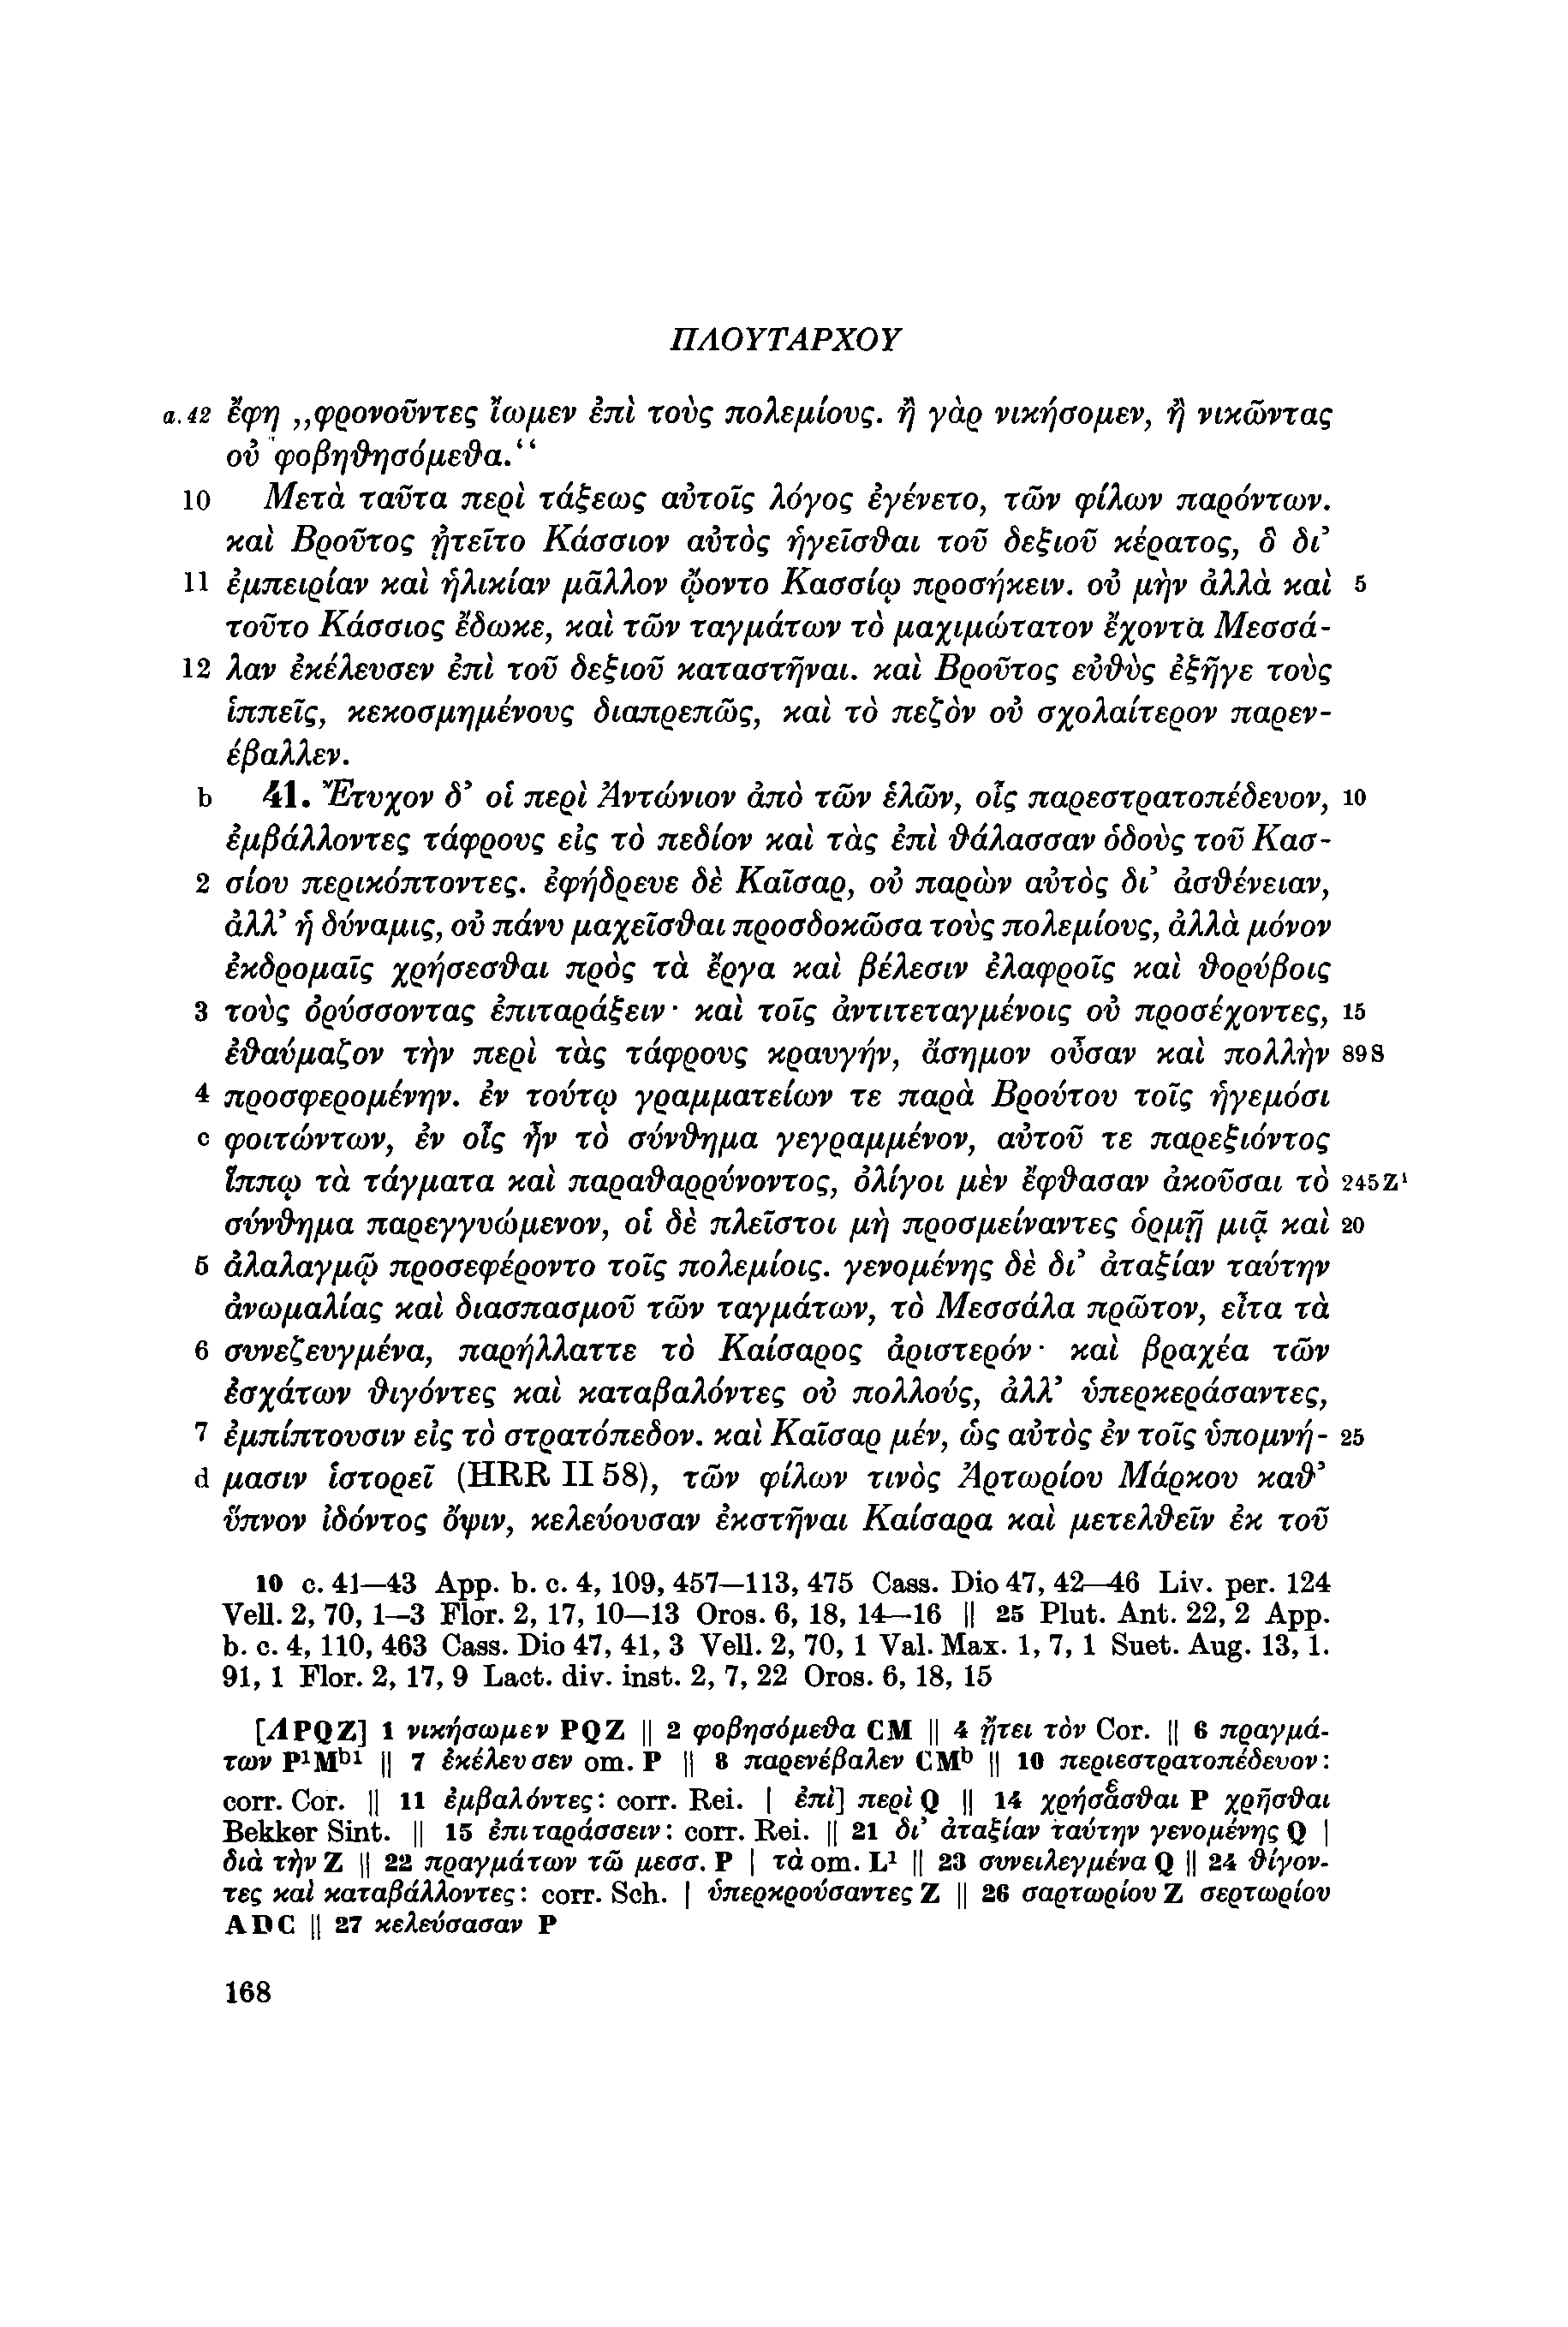 ΠΛΟΥΤΑΡΧΟΥ
a. 42 ἔφη „φρονοῦντες ἴωμεν ἐπὶ τοὺς πολεμίους. ἢ γὰρ νικήσομεν, ἢ νικῶντας
οὐ φοβηθησόμεθα.“
10 Μετὰ ταῦτα περὶ τάξεως αὐτοῖς λόγος ἐγένετο, τῶν φίλων παρόντων.
καὶ Βροῦτος ᾐτεῖτο Κάσσιον αὐτὸς ἡγεῖσθαι τοῦ δεξιοῦ κέρατος, ὃ δι’
11 ἐμπειρίαν καὶ ἡλικίαν μᾶλλον ᾤοντο Κασσίῳ προσήκειν. οὐ μὴν ἀλλὰ καὶ 5
τοῦτο Κάσσιος ἔδωκε, καὶ τῶν ταγμάτων τὸ μαχιμώτατον ἔχοντα Μεσσά-
12 λαν ἐκέλευσεν ἐπὶ τοῦ δεξιοῦ καταστῆναι. καὶ Βροῦτος εὐθὺς ἐξῆγε τοὺς
ἱππεῖς, κεκοσμημένους διαπρεπῶς, καὶ τὸ πεζὸν οὐ σχολαίτερον παρεν-
έβαλλεν.
b 41. Ἔτυχον δ’ οἱ περὶ Ἀντώνιον ἀπὸ τῶν ἑλῶν, οἷς παρεστρατοπέδευον, 10
ἐμβάλλοντες τάφρους εἰς τὸ πεδίον καὶ τὰς ἐπὶ θάλασσαν ὁδοὺς τοῦ Κασ-
2 σίου περικόπτοντες. ἐφήδρευε δὲ Καῖσαρ, οὐ παρὼν αὐτὸς δι’ ἀσθένειαν,
ἀλλ’ ἡ δύναμις, οὐ πάνυ μαχεῖσθαι προσδοκῶσα τοὺς πολεμίους, ἀλλὰ μόνον
ἐκδρομαῖς χρήσεσθαι πρὸς τὰ ἔργα καὶ βέλεσιν ἐλαφροῖς καὶ θορύβοις
3 τοὺς ὀρύσσοντας ἐπιταράξειν· καὶ τοῖς ἀντιτεταγμένοις οὐ προσέχοντες, 15
ἐθαύμαζον τὴν περὶ τὰς τάφρους κραυγήν, ἄσημον οὖσαν καὶ πολλὴν 89 S
4 προσφερομένην. ἐν τούτῳ γραμματείων τε παρὰ Βρούτου τοῖς ἡγεμόσι
c φοιτώντων, ἐν οἷς ἦν τὸ σύνθημα γεγραμμένον, αὐτοῦ τε παρεξιόντος
ἵππῳ τὰ τάγματα καὶ παραθαρρύνοντος, ὀλίγοι μὲν ἔφθασαν ἀκοῦσαι τὸ 245 Z¹
σύνθημα παρεγγυώμενον, οἱ δὲ πλεῖστοι μὴ προσμείναντες ὁρμῇ μιᾷ καὶ 20
5 ἀλαλαγμῷ προσεφέροντο τοῖς πολεμίοις. γενομένης δὲ δι’ ἀταξίαν ταύτην
ἀνωμαλίας καὶ διασπασμοῦ τῶν ταγμάτων, τὸ Μεσσάλα πρῶτον, εἶτα τὰ
6 συνεζευγμένα, παρήλλαττε τὸ Καίσαρος ἀριστερόν· καὶ βραχέα τῶν
ἐσχάτων θιγόντες καὶ καταβαλόντες οὐ πολλούς, ἀλλ’ ὑπερκεράσαντες,
7 ἐμπίπτουσιν εἰς τὸ στρατόπεδον. καὶ Καῖσαρ μέν, ὡς αὐτὸς ἐν τοῖς ὑπομνή- 25
d μασιν ἱστορεῖ (HRR II 58), τῶν φίλων τινὸς Ἀρτωρίου Μάρκου καθ’
ὕπνον ἰδόντος ὄψιν, κελεύουσαν ἐκστῆναι Καίσαρα καὶ μετελθεῖν ἐκ τοῦ
10 c. 41—43 App. b. c. 4, 109, 457—113, 475 Cass. Dio 47, 42—46 Liv. per. 124
Vell. 2, 70, 1—3 Flor. 2, 17, 10—13 Oros. 6, 18, 14—16 || 25 Plut. Ant. 22, 2 App.
b. c. 4, 110, 463 Cass. Dio 47, 41, 3 Vell. 2, 70, 1 Val. Max. 1, 7, 1 Suet. Aug. 13, 1.
91, 1 Flor. 2, 17, 9 Lact. div. inst. 2, 7, 22 Oros. 6, 18, 15
[ΛPQZ] 1 νικήσωμεν PQZ || 2 φοβησόμεθα CM || 4 ᾔτει τὸν Cor. || 6 πραγμά-
των P¹Mᵇ¹ || 7 ἐκέλευσεν om. P || 8 παρενέβαλεν CMᵇ || 10 περιεστρατοπέδευον:
corr. Cor. || 11 ἐμβαλόντες: corr. Rei. | ἐπὶ] περὶ Q || 14 χρήσασθαι P χρῆσθαι
Bekker Sint. || 15 ἐπιταράσσειν: corr. Rei. || 21 δι’ ἀταξίαν ταύτην γενομένης Q |
διὰ τὴν Z || 22 πραγμάτων τῶ μεσσ. P | τὰ om. L¹ || 23 συνειλεγμένα Q || 24 θίγον-
τες καὶ καταβάλλοντες: corr. Sch. | ὑπερκρούσαντες Z || 26 σαρτωρίου Z σερτωρίου
ADC || 27 κελεύσασαν P
168